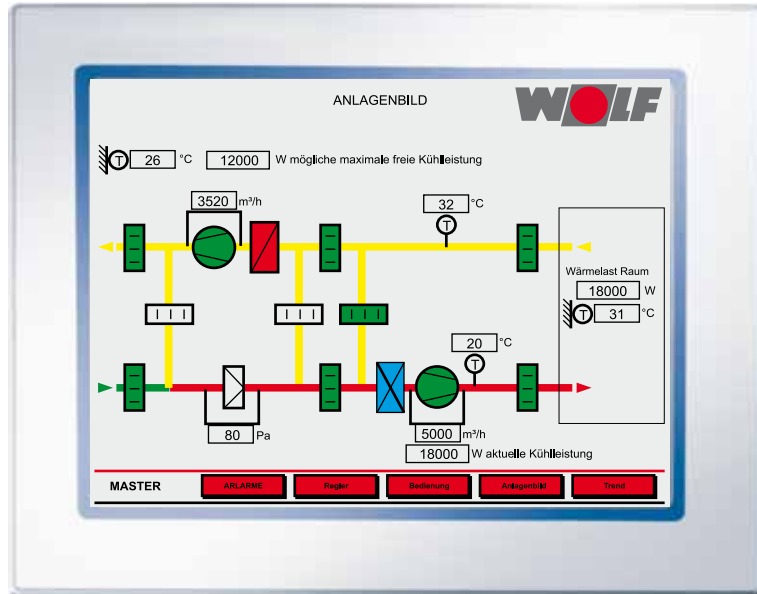 ANLAGENBILD
WOLF
T 26 °C 12000 W mögliche maximale freie Kühlleistung
3520 m³/h
32 °C
T
Wärmelast Raum
18000 W
T 31 °C
20 °C
T
80 Pa
5000 m³/h
18000 W aktuelle Kühlleistung
MASTER ARLARME Regler Bedienung Anlagenbild Trend